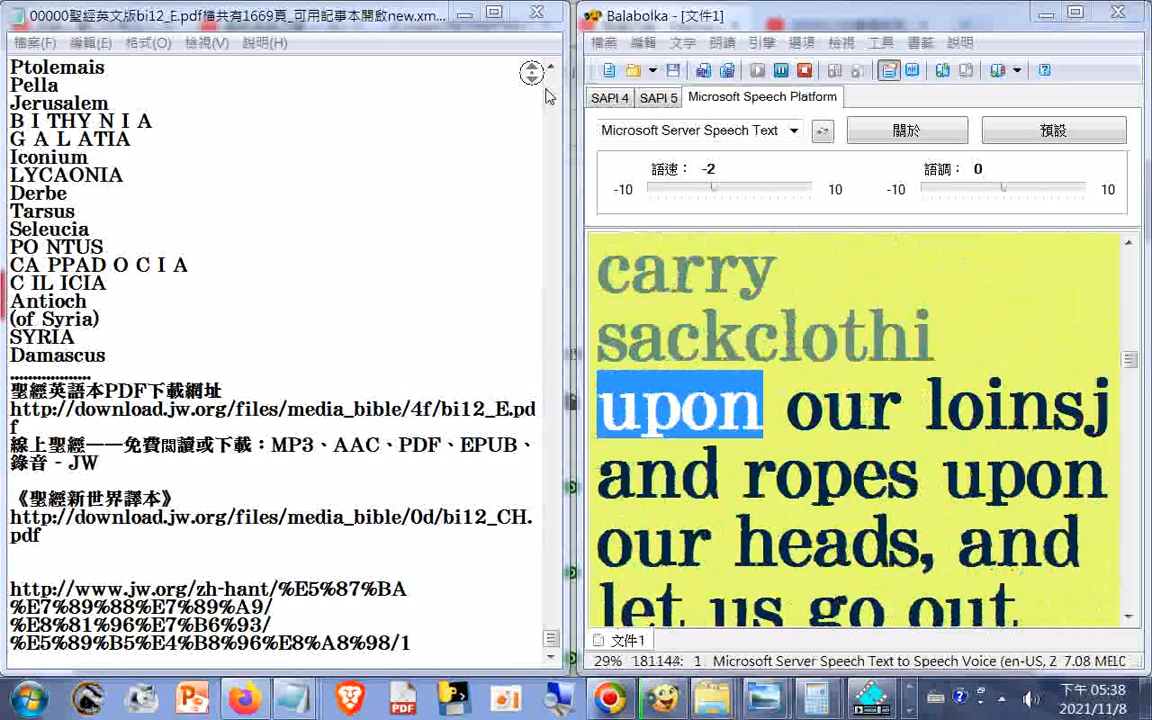 00000聖經英文版bi12_E.pdf檔共有1669頁_可用記事本開啟new.xm...
檔案(F) 編輯(E) 格式(O) 檢視(V) 說明(H)
Ptolemais
Pella
Jerusalem
B I THY N I A
G A L ATIA
Iconium
LYCAONIA
Derbe
Tarsus
Seleucia
PO NTUS
CA PPAD O C I A
C IL ICIA
Antioch
(of Syria)
SYRIA
Damascus
..................
聖經英語本PDF下載網址
http://download.jw.org/files/media_bible/4f/bi12_E.pd
f
線上聖經——免費閱讀或下載：MP3、AAC、PDF、EPUB、
錄音 - JW
《聖經新世界譯本》
http://download.jw.org/files/media_bible/0d/bi12_CH.
pdf
http://www.jw.org/zh-hant/%E5%87%BA
%E7%89%88%E7%89%A9/
%E8%81%96%E7%B6%93/
%E5%89%B5%E4%B8%96%E8%A8%98/1
Balabolka - [文件1]
檔案 編輯 文字 朗讀 引擎 選項 檢視 工具 書籤 說明
SAPI 4 SAPI 5 Microsoft Speech Platform
Microsoft Server Speech Text 關於 預設
語速： -2 語調： 0
-10 10 -10 10
carry
sackclothi
upon our loinsj
and ropes upon
our heads, and
let us go out
文件1
29% 181144: 1 Microsoft Server Speech Text to Speech Voice (en-US, Z 7.08 MELO
PDF
下午 05:38
2021/11/8